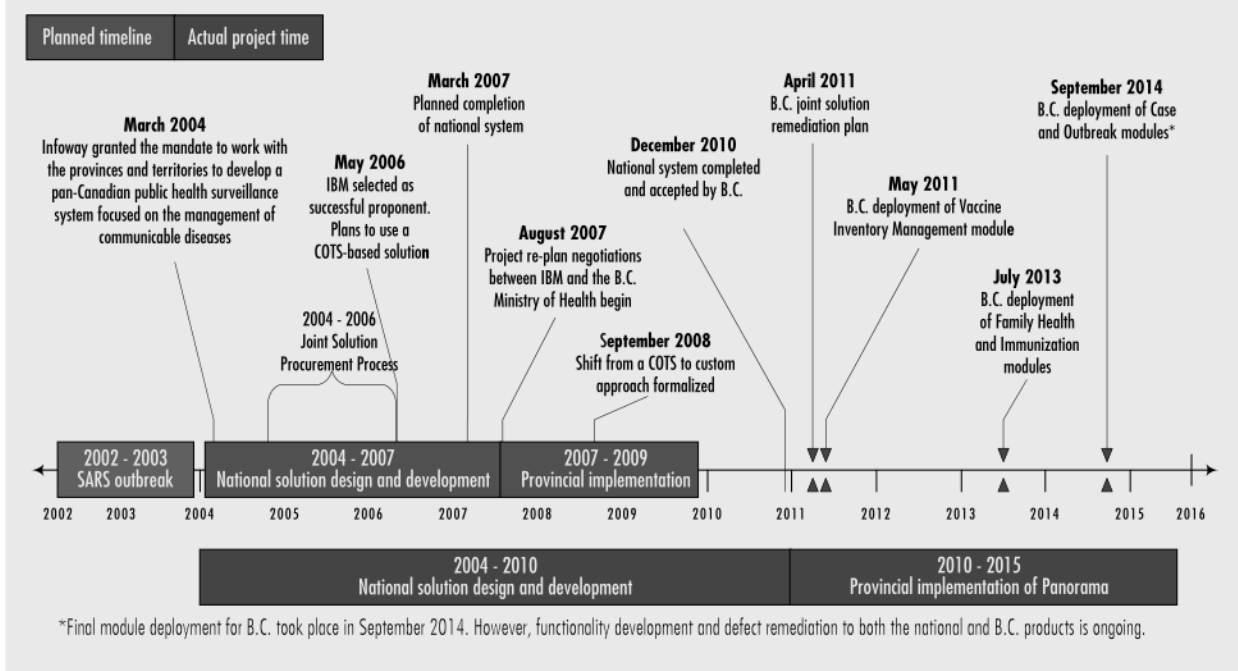 Planned timeline
Actual project time
March 2004
Infoway granted the mandate to work with
the provinces and territories to develop a
pan-Canadian public health surveillance
system focused on the management of
communicable diseases
May 2006
IBM selected as
successful proponent.
Plans to use a
COTS-based solution
2004 - 2006
Joint Solution
Procurement Process
March 2007
Planned completion
of national system
August 2007
Project re-plan negotiations
between IBM and the B.C.
Ministry of Health begin
September 2008
Shift from a COTS to custom
approach formalized
December 2010
National system completed
and accepted by B.C.
April 2011
B.C. joint solution
remediation plan
May 2011
B.C. deployment of Vaccine
Inventory Management module
July 2013
B.C. deployment
of Family Health
and Immunization
modules
September 2014
B.C. deployment of Case
and Outbreak modules*
2002 - 2003
SARS outbreak
2004 - 2007
National solution design and development
2007 - 2009
Provincial implementation
2002 2003 2004 2005 2006 2007 2008 2009 2010 2011 2012 2013 2014 2015 2016
2004 - 2010
National solution design and development
2010 - 2015
Provincial implementation of Panorama
*Final module deployment for B.C. took place in September 2014. However, functionality development and defect remediation to both the national and B.C. products is ongoing.